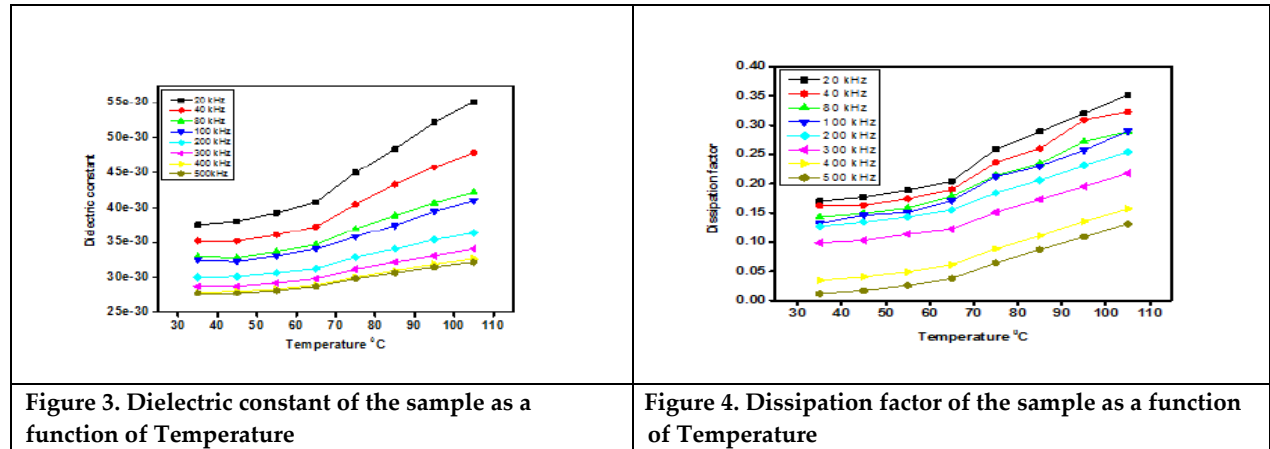 55e-30
50e-30
45e-30
40e-30
35e-30
30e-30
25e-30
Dielectric constant
20 kHz
40 kHz
80 kHz
100 kHz
200 kHz
300 kHz
400 kHz
500kHz
30 40 50 60 70 80 90 100 110
Temperature ⁰C
0.40
0.35
0.30
0.25
0.20
0.15
0.10
0.05
0.00
Dissipation factor
20 kHz
40 kHz
80 kHz
100 kHz
200 kHz
300 kHz
400 kHz
500 kHz
30 40 50 60 70 80 90 100 110
Temperature ⁰C
Figure 3. Dielectric constant of the sample as a
function of Temperature
Figure 4. Dissipation factor of the sample as a function
of Temperature